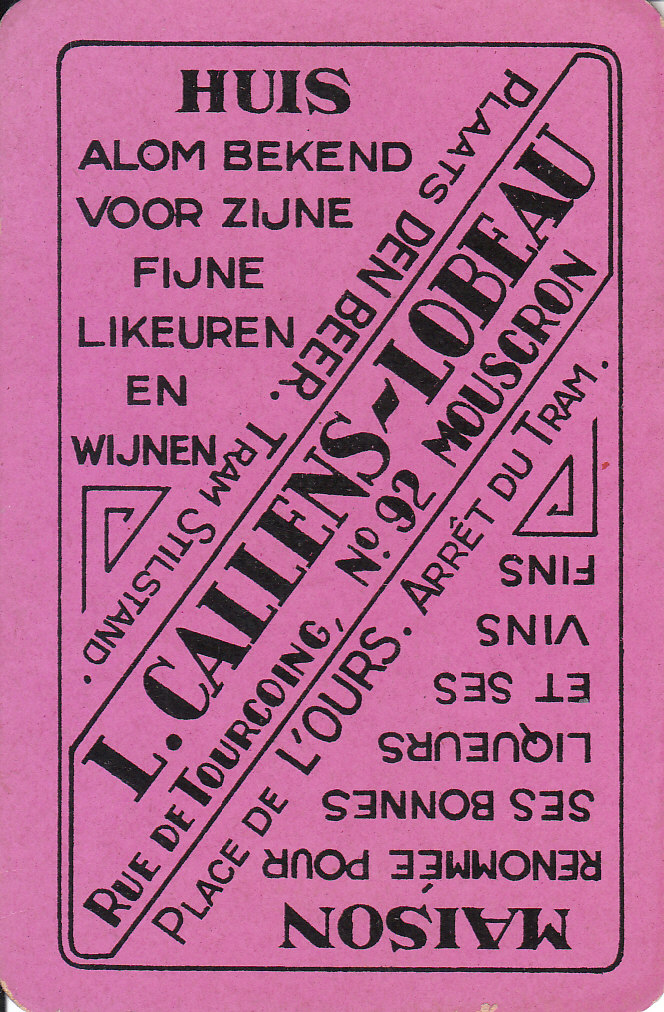 HUIS
ALOM BEKEND
VOOR ZIJNE
FIJNE
LIKEUREN
EN
WIJNEN
PLAATS DEN BEER. TRAM STILSTAND.
L. CALLENS-LOBEAU
RUE DE TOURCOING, No. 92 MOUSCRON
PLACE DE L'OURS. ARRÊT DU TRAM.
MAISON
RENOMMÉE POUR
SES BONNES
LIQUEURS
ET SES
VINS
FINS